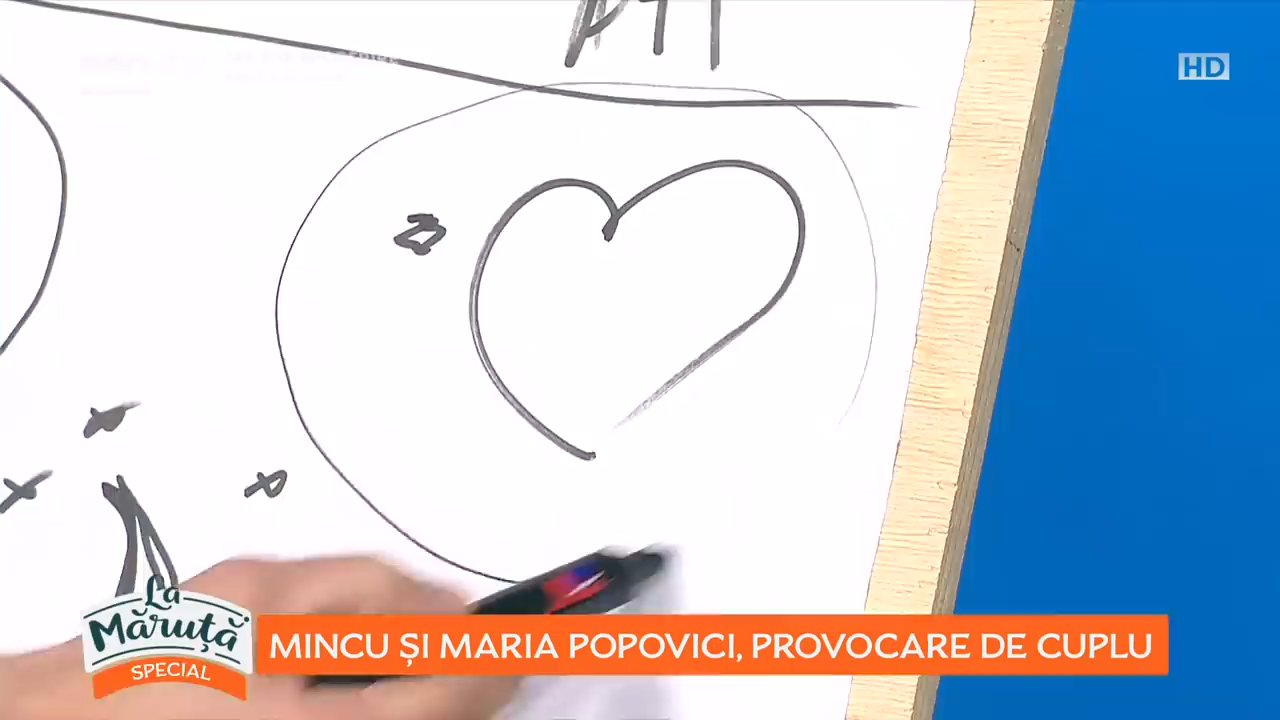 HD
La
Măruță
SPECIAL
MINCU ȘI MARIA POPOVICI, PROVOCARE DE CUPLU